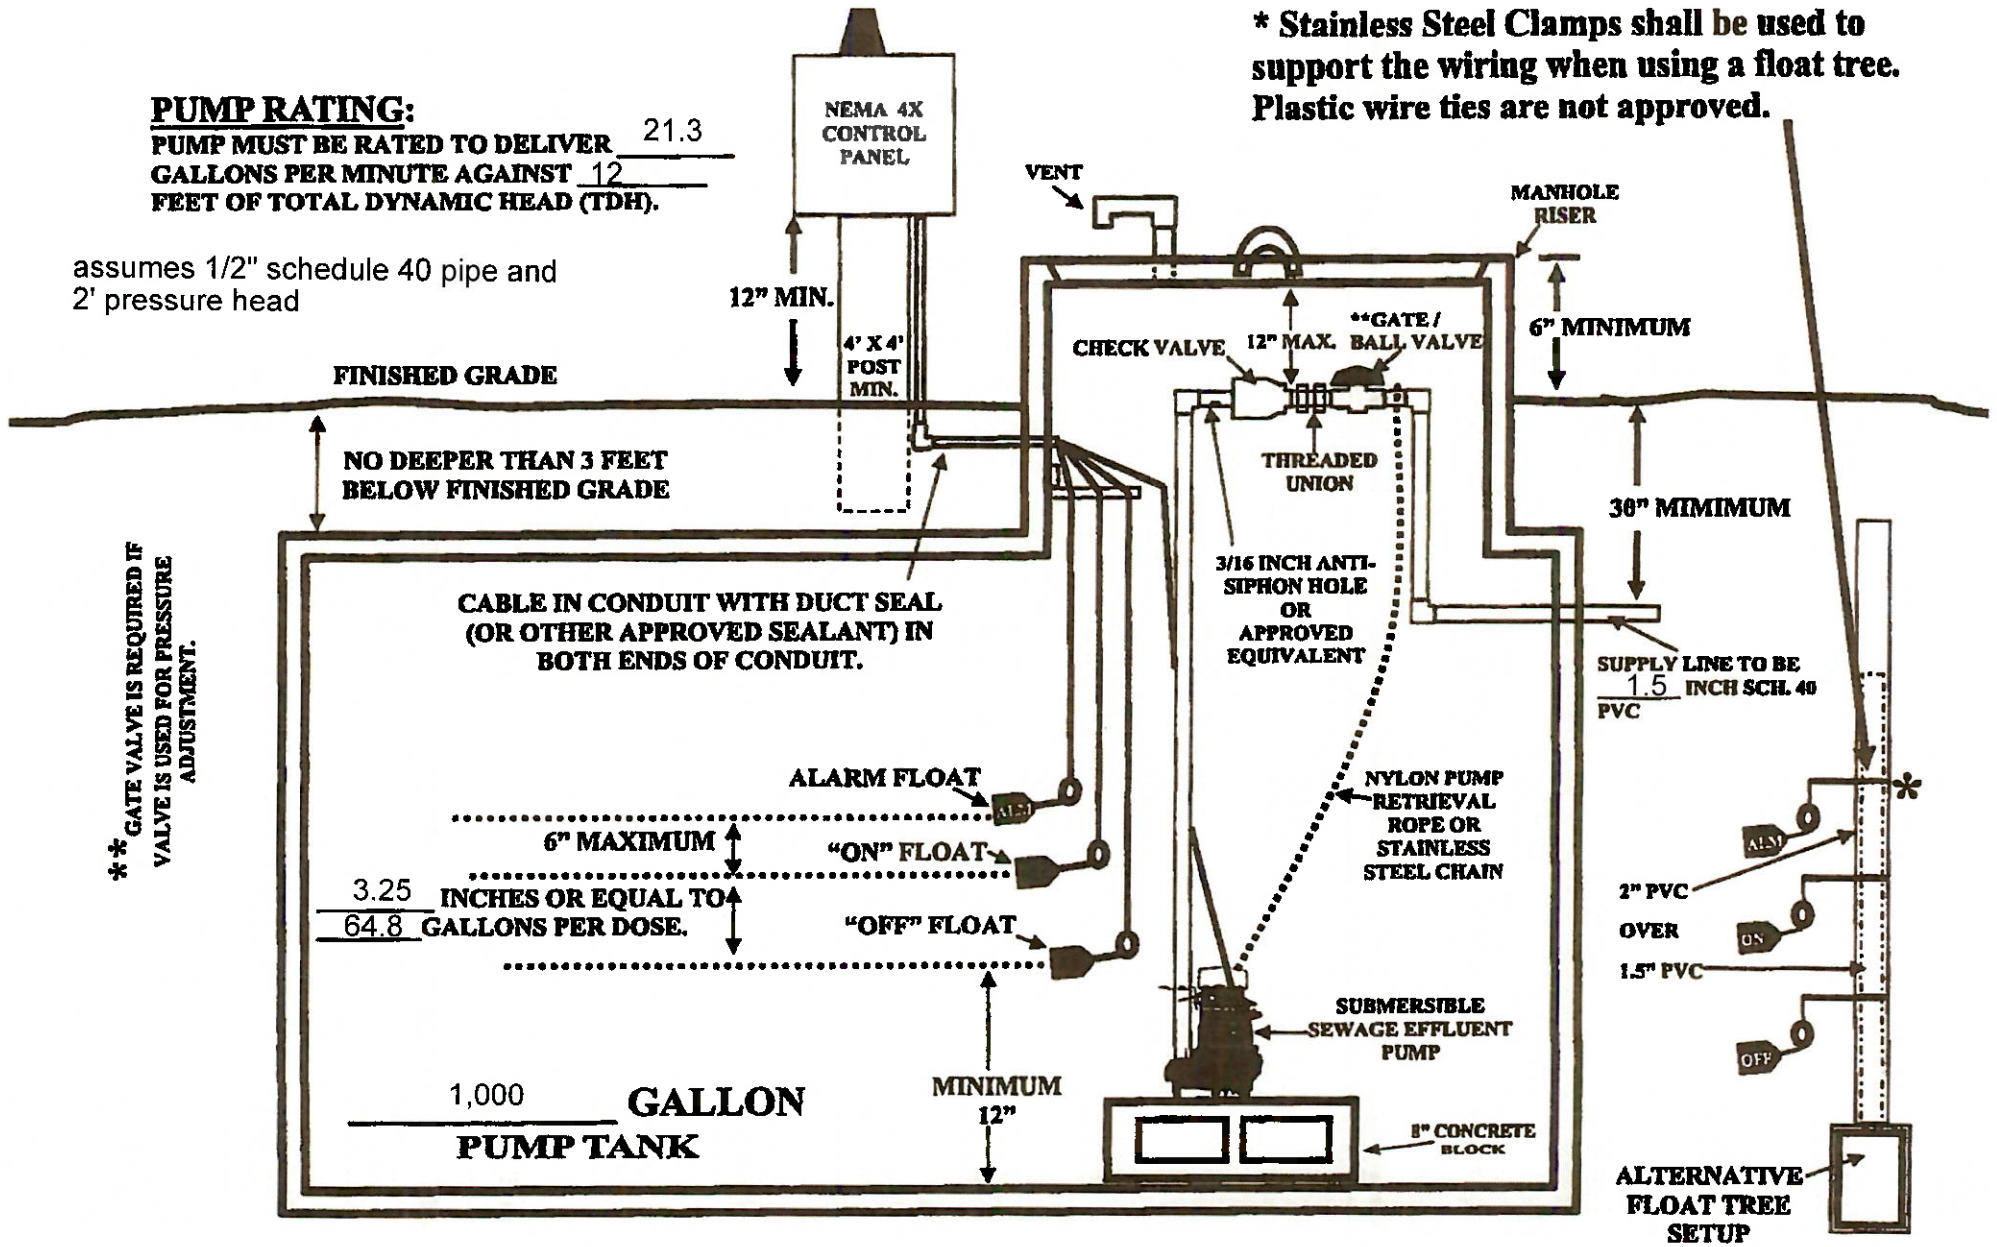 * Stainless Steel Clamps shall be used to
support the wiring when using a float tree.
Plastic wire ties are not approved.
PUMP RATING:
PUMP MUST BE RATED TO DELIVER 21.3
GALLONS PER MINUTE AGAINST 12
FEET OF TOTAL DYNAMIC HEAD (TDH).
assumes 1/2" schedule 40 pipe and
2' pressure head
NEMA 4X
CONTROL
PANEL
VENT
MANHOLE
RISER
12" MIN.
6" MINIMUM
4' X 4'
POST
MIN.
CHECK VALVE
12" MAX.
**GATE /
BALL VALVE
FINISHED GRADE
NO DEEPER THAN 3 FEET
BELOW FINISHED GRADE
THREADED
UNION
30" MIMIMUM
3/16 INCH ANTI-
SIPHON HOLE
OR
APPROVED
EQUIVALENT
CABLE IN CONDUIT WITH DUCT SEAL
(OR OTHER APPROVED SEALANT) IN
BOTH ENDS OF CONDUIT.
SUPPLY LINE TO BE
1.5 INCH SCH. 40
PVC
** GATE VALVE IS REQUIRED IF
VALVE IS USED FOR PRESSURE
ADJUSTMENT.
ALARM FLOAT
ALM
6" MAXIMUM
"ON" FLOAT
3.25 INCHES OR EQUAL TO
64.8 GALLONS PER DOSE.
"OFF" FLOAT
NYLON PUMP
RETRIEVAL
ROPE OR
STAINLESS
STEEL CHAIN
*
ALM
2" PVC
OVER
ON
1.5" PVC
OFF
SUBMERSIBLE
SEWAGE EFFLUENT
PUMP
MINIMUM
12"
1,000 GALLON
PUMP TANK
8" CONCRETE
BLOCK
ALTERNATIVE
FLOAT TREE
SETUP